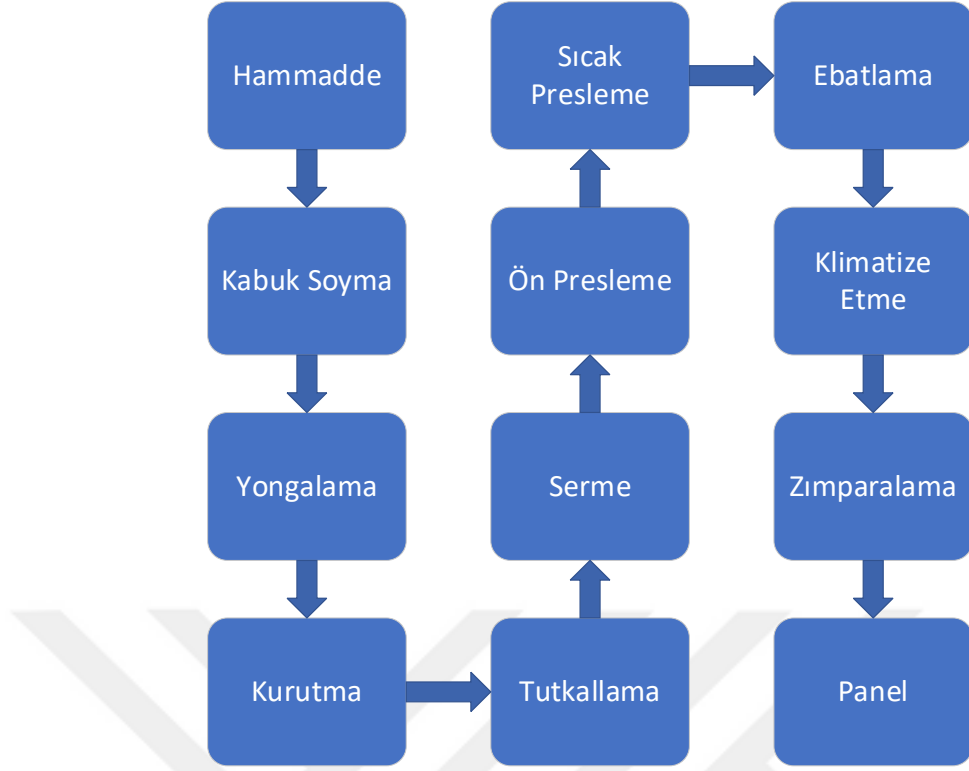 Hammadde
Kabuk Soyma
Yongalama
Kurutma
Tutkallama
Serme
Ön Presleme
Sıcak
Presleme
Ebatlama
Klimatize
Etme
Zımparalama
Panel